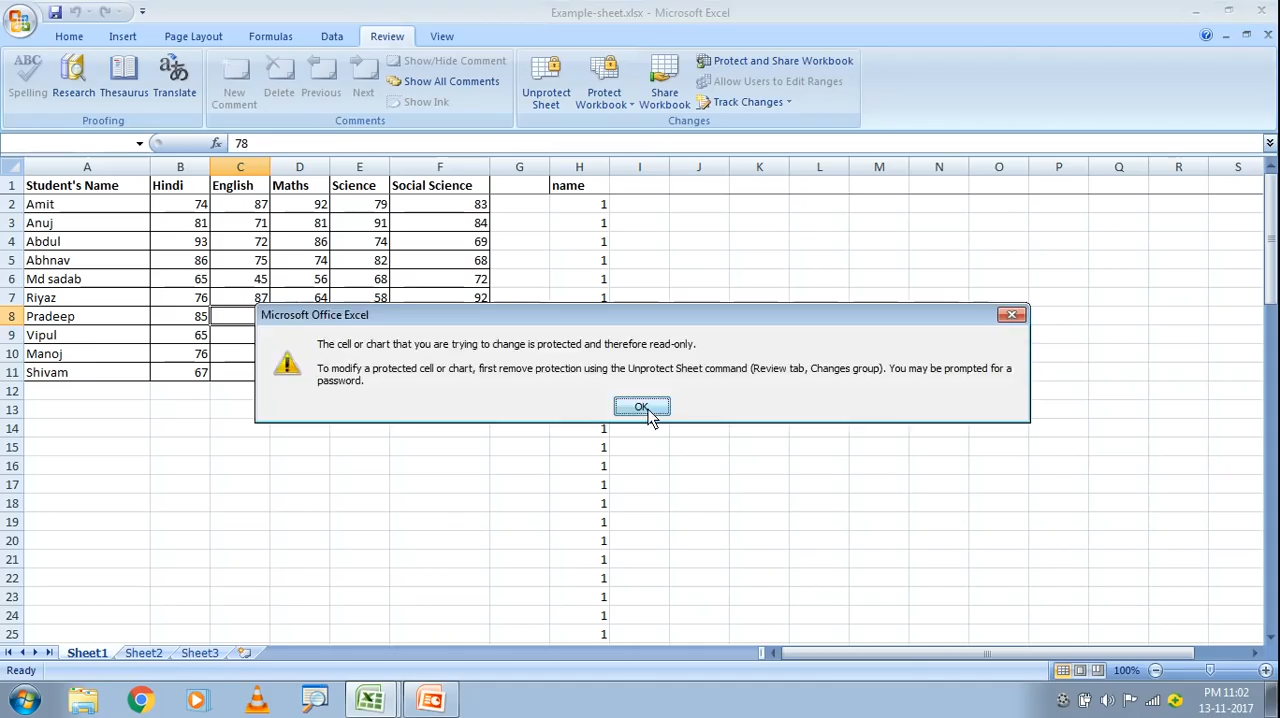 Example-sheet.xlsx - Microsoft Excel
Home Insert Page Layout Formulas Data Review View
ABC Spelling Research Thesaurus Translate
Proofing
New Comment Delete Previous Next
Show/Hide Comment
Show All Comments
Show Ink
Comments
Unprotect Sheet Protect Workbook Share Workbook
Protect and Share Workbook
Allow Users to Edit Ranges
Track Changes
Changes
fx 78
A B C D E F G H I J K L M N O P Q R S
1 Student's Name Hindi English Maths Science Social Science name
2 Amit 74 87 92 79 83 1
3 Anuj 81 71 81 91 84 1
4 Abdul 93 72 86 74 69 1
5 Abhnav 86 75 74 82 68 1
6 Md sadab 65 45 56 68 72 1
7 Riyaz 76 87 64 58 92 1
8 Pradeep 85
9 Vipul 65
10 Manoj 76
11 Shivam 67
12
13
14 1
15 1
16 1
17 1
18 1
19 1
20 1
21 1
22 1
23 1
24 1
25 1
Microsoft Office Excel
The cell or chart that you are trying to change is protected and therefore read-only.
To modify a protected cell or chart, first remove protection using the Unprotect Sheet command (Review tab, Changes group). You may be prompted for a
password.
OK
Sheet1 Sheet2 Sheet3
Ready 100%
PM 11:02
13-11-2017